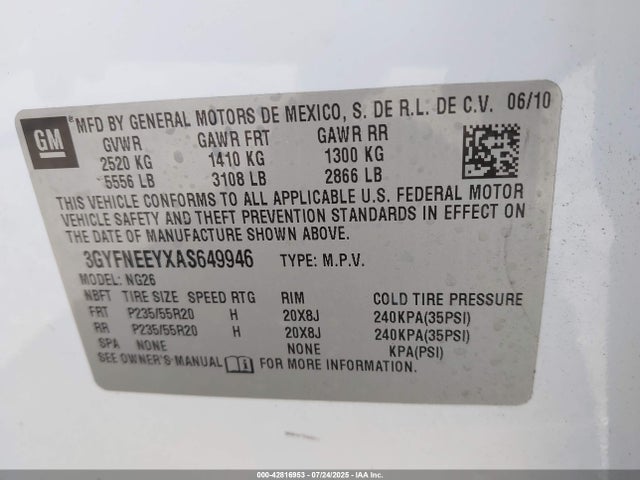 GM
® MFD BY GENERAL MOTORS DE MEXICO, S. DE R.L. DE C.V. 06/10
GVWR GAWR FRT GAWR RR
2520 KG 1410 KG 1300 KG
5556 LB 3108 LB 2866 LB
THIS VEHICLE CONFORMS TO ALL APPLICABLE U.S. FEDERAL MOTOR
VEHICLE SAFETY AND THEFT PREVENTION STANDARDS IN EFFECT ON
THE DATE OF MANUFACTURE SHOWN ABOVE.
3GYFNEEYXAS649946 TYPE: M.P.V.
MODEL: NG26
NBFT TIRE SIZE SPEED RTG RIM COLD TIRE PRESSURE
FRT P235/55R20 H 20X8J 240KPA(35PSI)
RR P235/55R20 H 20X8J 240KPA(35PSI)
SPA NONE NONE KPA(PSI)
SEE OWNER'S MANUAL FOR MORE INFORMATION.
000-42816953 - 07/24/2025 - IAA Inc.